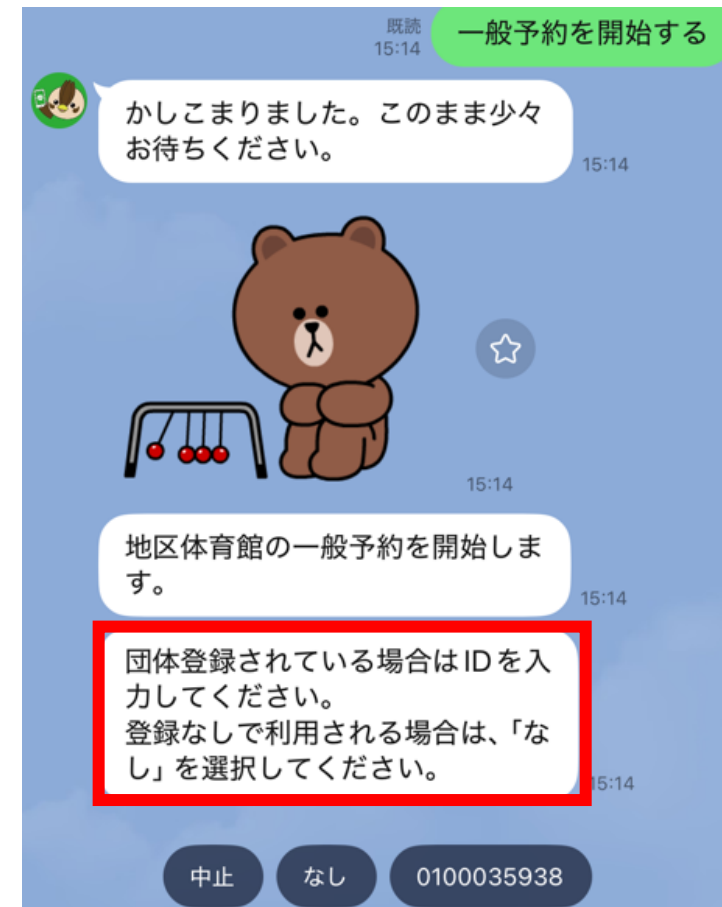 既読
15:14
一般予約を開始する
かしこまりました。このまま少々
お待ちください。
15:14
15:14
地区体育館の一般予約を開始しま
す。
15:14
団体登録されている場合はIDを入
力してください。
登録なしで利用される場合は、「な
し」を選択してください。
15:14
中止
なし
0100035938